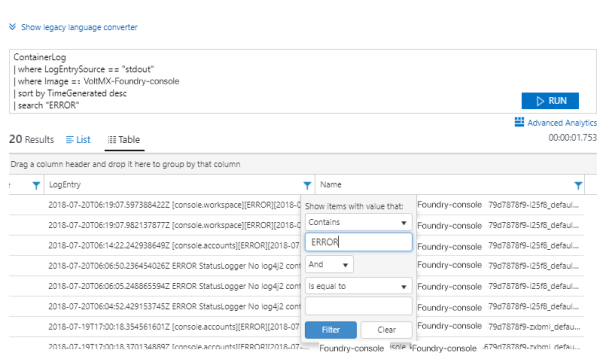 Show legacy language converter
ContainerLog
| where LogEntrySource == "stdout"
| where Image =: VoltMX-Foundry-console
| sort by TimeGenerated desc
| search "ERROR"
RUN
Advanced Analytics
20 Results List Table 00:00:01.753
Drag a column header and drop it here to group by that column
LogEntry Name
2018-07-20T06:19:07.597388422Z [console.workspace][ERROR][2018-0
2018-07-20T06:19:07.982137877Z [console.workspace][ERROR][2018-0
2018-07-20T06:14:22.242938649Z [console.accounts][ERROR][2018-07
2018-07-20T06:06:50.236454026Z ERROR StatusLogger No log4j2 cont
2018-07-20T06:06:05.248865594Z ERROR StatusLogger No log4j2 cont
2018-07-20T06:04:52.429153745Z ERROR StatusLogger No log4j2 cont
2018-07-19T17:00:18.354561601Z [console.accounts][ERROR][2018-07
2018-07-19T17:00:18.370134889Z [console.accounts][ERROR][2018-07-
Show items with value that:
Contains
ERROR
And
Is equal to
Filter Clear
Foundry-console 79d7878f9-l25f8_defaul...
Foundry-console 79d7878f9-l25f8_defaul...
Foundry-console 79d7878f9-l25f8_defaul...
Foundry-console 79d7878f9-l25f8_defaul...
Foundry-console 79d7878f9-l25f8_defaul...
Foundry-console 79d7878f9-l25f8_defaul...
Foundry-console 79d7878f9-zxbmi_defaul...
Foundry-console Foundry-console -679d7878f9-zxbmi_defau...